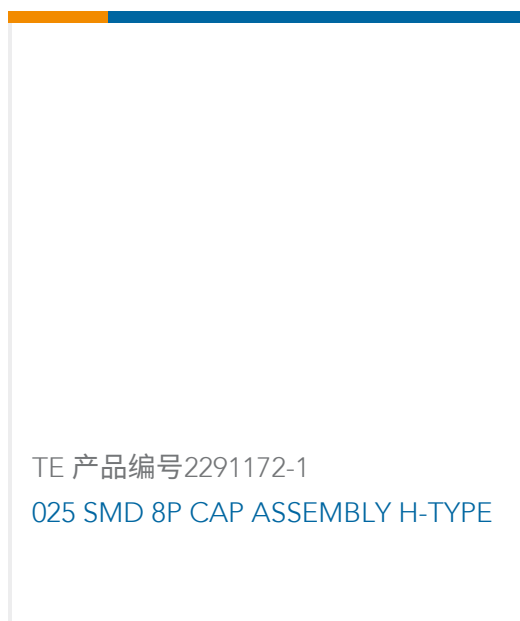 TE 产品编号2291172-1
025 SMD 8P CAP ASSEMBLY H-TYPE